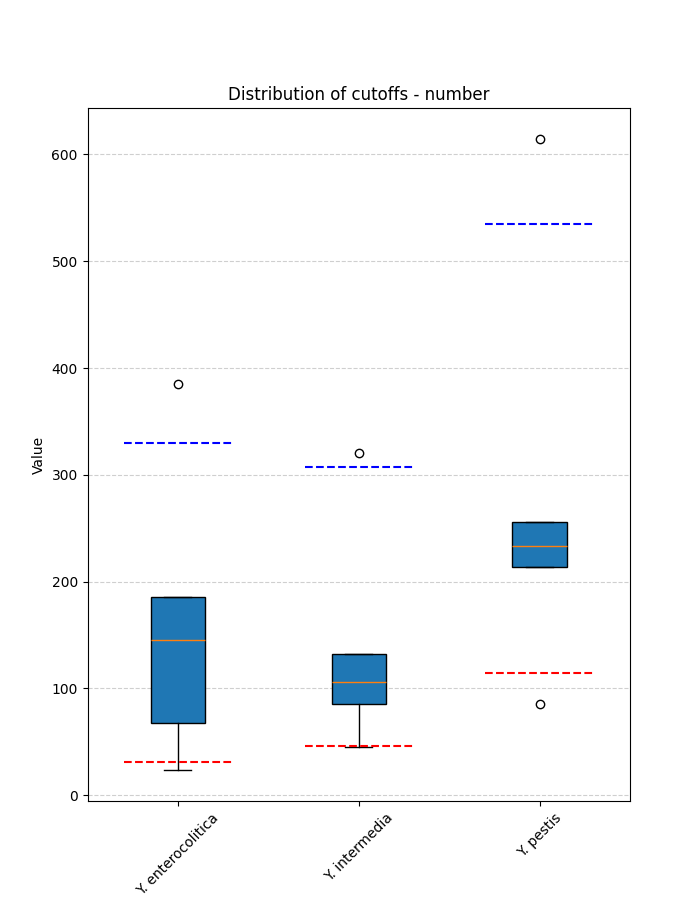 Distribution of cutoffs - number
Value
600
500
400
300
200
100
0
Y. enterocolitica
Y. intermedia
Y. pestis